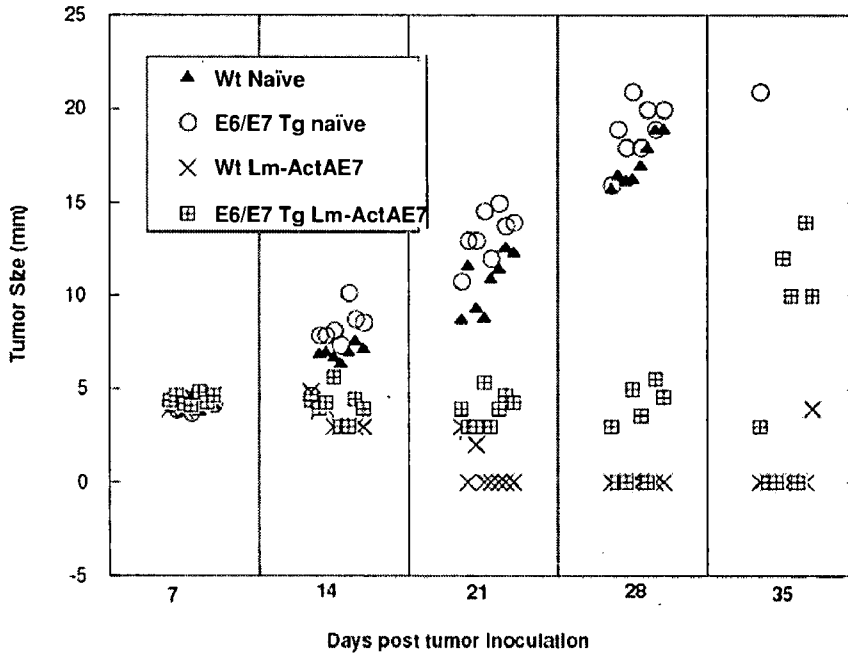 25
20
15
10
5
0
-5
Tumor Size (mm)
Wt Naïve
E6/E7 Tg naïve
Wt Lm-ActAE7
E6/E7 Tg Lm-ActAE7
7
14
21
28
35
Days post tumor inoculation